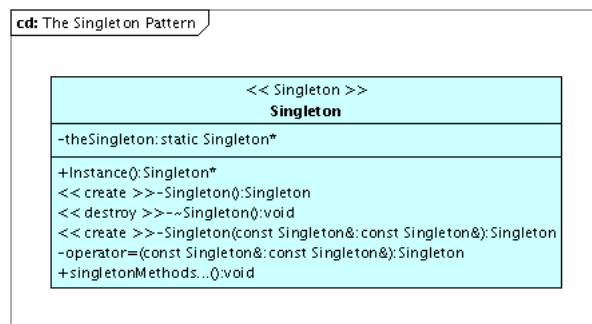 cd: The Singleton Pattern
<< Singleton >>
Singleton
-theSingleton:static Singleton*
+Instance():Singleton*
<< create >>-Singleton():Singleton
<< destroy >>-~Singleton():void
<< create >>-Singleton(const Singleton&:const Singleton&):Singleton
-operator=(const Singleton&:const Singleton&):Singleton
+singletonMethods...():void